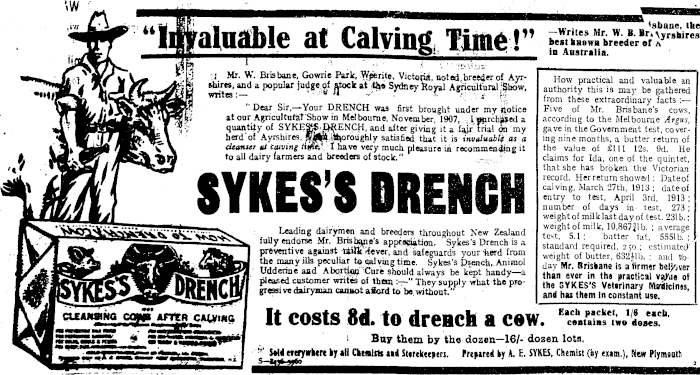 "Invaluable at Calving Time!"
Mr. W. Brisbane, Gowrie Park, Weerite, Victoria, noted breeder of Ayr-
shires, and a popular judge of stock at the Sydney Royal Agricultural Show,
writes:—
"Dear Sir,—Your DRENCH was first brought under my notice
at our Agricultural Show in Melbourne, November, 1907, I purchased a
quantity of SYKES'S DRENCH, and after giving it a fair trial on my
herd of Ayrshires, thoroughly satisfied that it is invaluable as a
cleanser at calving time. I have very much pleasure in recommending it
to all dairy farmers and breeders of stock."
SYKES'S DRENCH
Leading dairymen and breeders throughout New Zealand
fully endorse Mr. Brisbane's appreciation. Sykes's Drench is a
preventive against milk fever, and safeguards your herd from
the many ills peculiar to calving time. Sykes's Drench, Animol
Udderine and Abortion Cure should always be kept handy—a
pleased customer writes of them:—"They supply what the pro-
gressive dairyman cannot afford to be without."
—Writes Mr. W. B. Brisbane, the
best known breeder of Ayrshires
in Australia.
How practical and valuable an
authority this is may be gathered
from these extraordinary facts:—
Five of Mr. Brisbane's cows,
according to the Melbourne Argus,
gave in the Government test, cover-
ing nine months, a butter return of
the value of £111 12s. 9d. He
claims for Ida, one of the quintet,
that she has broken the Victorian
record. Her return showed: Date of
calving, March 27th, 1913; date of
entry to test, April 3rd, 1913;
number of days in test, 273;
weight of milk last day of test. 23lb.;
weight of milk, 10,867¾lb.; average
test, 5.1; butter fat, 555lb.;
standard required, 250; estimated
weight of butter, 632¾lb.; and to-
day Mr. Brisbane is a firmer believer
than ever in the practical value of
the SYKES'S Veterinary Medicines,
and has them in constant use.
SYKES'S DRENCH
CLEANSING COWS AFTER CALVING
It costs 8d. to drench a cow.
Each packet, 1/6 each,
contains two doses.
Buy them by the dozen—16/- dozen lots.
Sold everywhere by all Chemists and Storekeepers. Prepared by A. E. SYKES, Chemist (by exam.), New Plymouth